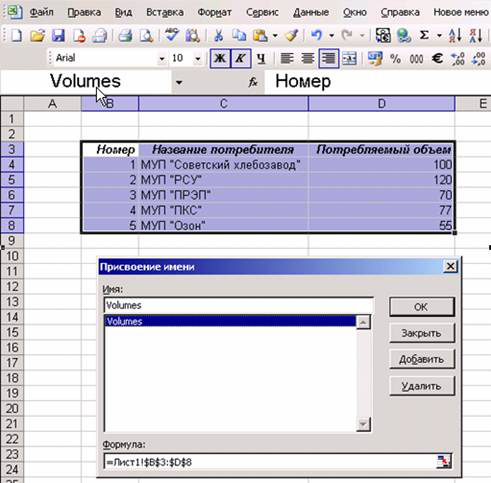 Файл Правка Вид Вставка Формат Сервис Данные Окно Справка Новое меню
Arial 10 Ж К Ч % 000 €
Volumes fx Номер
A B C D E
1
2
3 Номер Название потребителя Потребляемый объем
4 1 МУП "Советский хлебозавод" 100
5 2 МУП "РСУ" 120
6 3 МУП "ПРЭП" 70
7 4 МУП "ПКС" 77
8 5 МУП "Озон" 55
9
10
11 Присвоение имени
12 Имя:
13 Volumes ОК
14 Volumes
15 Закрыть
16
17 Добавить
18
19 Удалить
20
21
22 Формула:
23 =Лист1!$B$3:$D$8
24